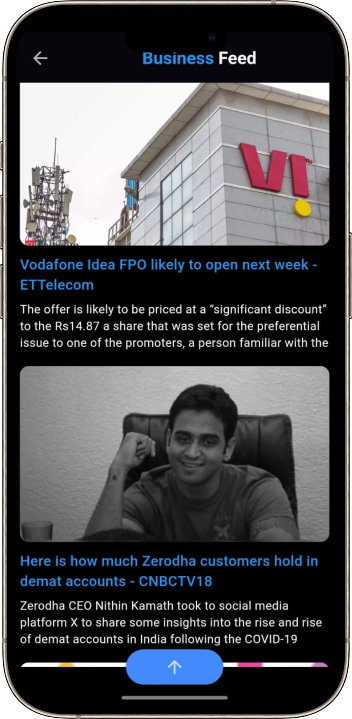 Business Feed
VI
Vodafone Idea FPO likely to open next week -
ETTelecom
The offer is likely to be priced at a “significant discount”
to the Rs14.87 a share that was set for the preferential
issue to one of the promoters, a person familiar with the
Here is how much Zerodha customers hold in
demat accounts - CNBCTV18
Zerodha CEO Nithin Kamath took to social media
platform X to share some insights into the rise and rise
of demat accounts in India following the COVID-19